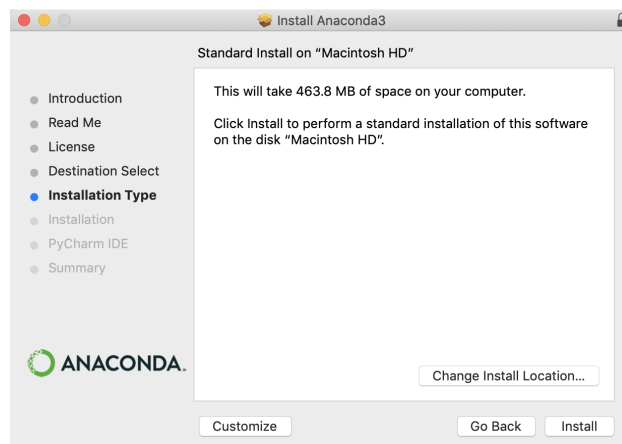 Install Anaconda3
Standard Install on “Macintosh HD”
Introduction
Read Me
License
Destination Select
Installation Type
Installation
PyCharm IDE
Summary
This will take 463.8 MB of space on your computer.
Click Install to perform a standard installation of this software
on the disk “Macintosh HD”.
ANACONDA.
Change Install Location...
Customize
Go Back
Install